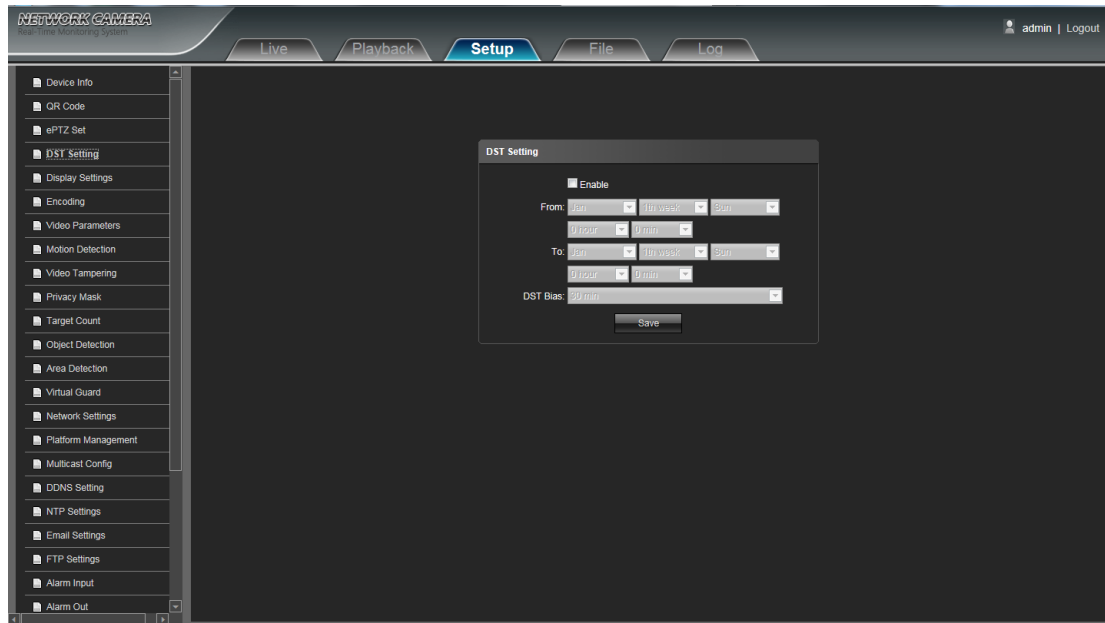 NETWORK CAMERA
Real-Time Monitoring System
Live Playback Setup File Log
admin | Logout
Device Info
QR Code
ePTZ Set
DST Setting
Display Settings
Encoding
Video Parameters
Motion Detection
Video Tampering
Privacy Mask
Target Count
Object Detection
Area Detection
Virtual Guard
Network Settings
Platform Management
Multicast Config
DDNS Setting
NTP Settings
Email Settings
FTP Settings
Alarm Input
Alarm Out
DST Setting
Enable
From: Jan 1th week Sun
0 hour 0 min
To: Jan 1th week Sun
0 hour 0 min
DST Bias: 30 min
Save